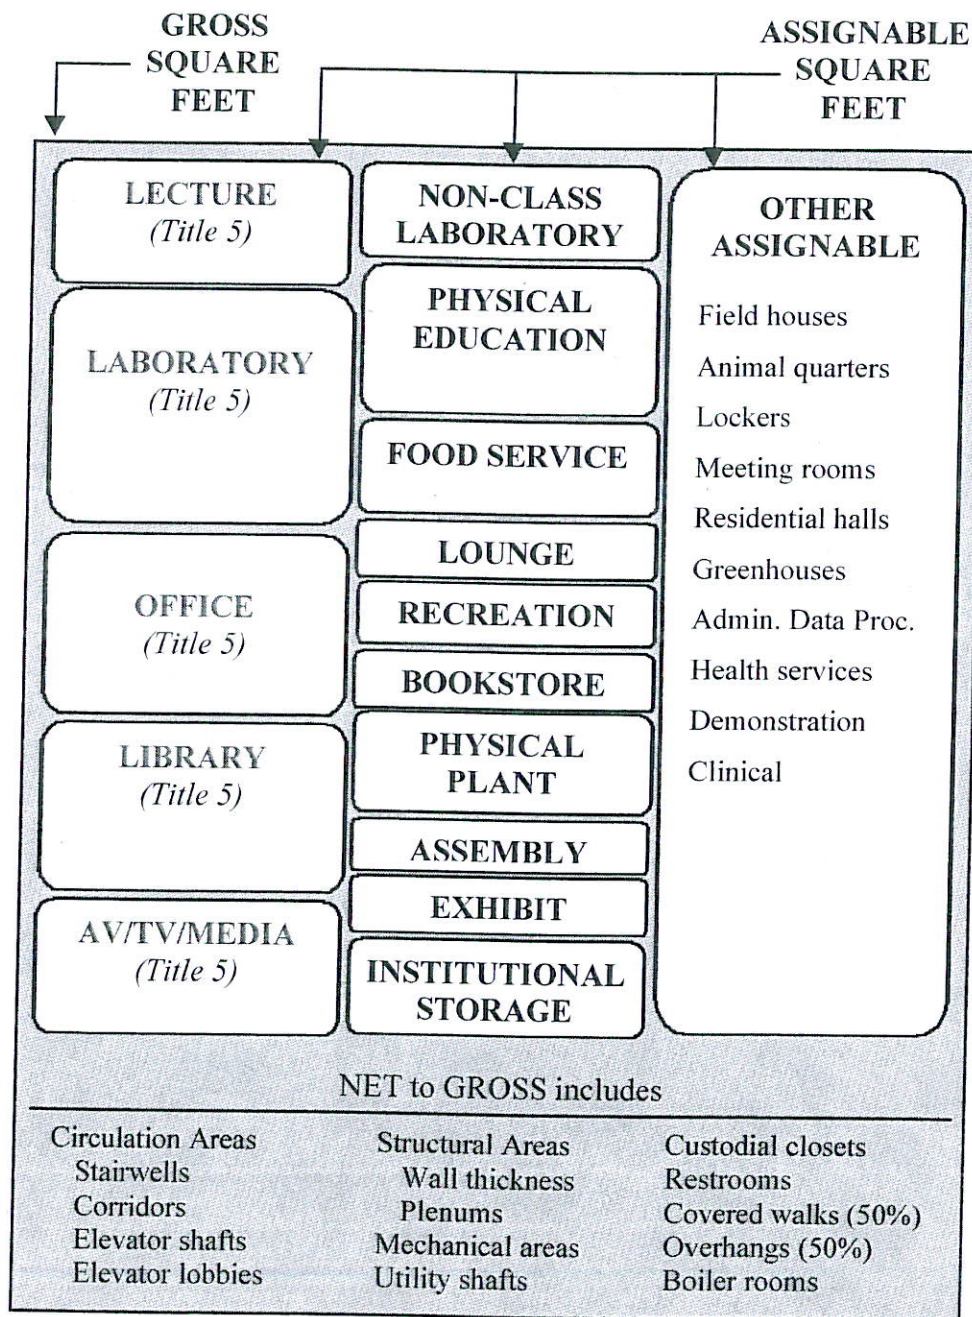 GROSS
SQUARE
FEET
ASSIGNABLE
SQUARE
FEET
LECTURE
(Title 5)
LABORATORY
(Title 5)
OFFICE
(Title 5)
LIBRARY
(Title 5)
AV/TV/MEDIA
(Title 5)
NON-CLASS
LABORATORY
PHYSICAL
EDUCATION
FOOD SERVICE
LOUNGE
RECREATION
BOOKSTORE
PHYSICAL
PLANT
ASSEMBLY
EXHIBIT
INSTITUTIONAL
STORAGE
OTHER
ASSIGNABLE
Field houses
Animal quarters
Lockers
Meeting rooms
Residential halls
Greenhouses
Admin. Data Proc.
Health services
Demonstration
Clinical
NET to GROSS includes
Circulation Areas
Stairwells
Corridors
Elevator shafts
Elevator lobbies
Structural Areas
Wall thickness
Plenums
Mechanical areas
Utility shafts
Custodial closets
Restrooms
Covered walks (50%)
Overhangs (50%)
Boiler rooms